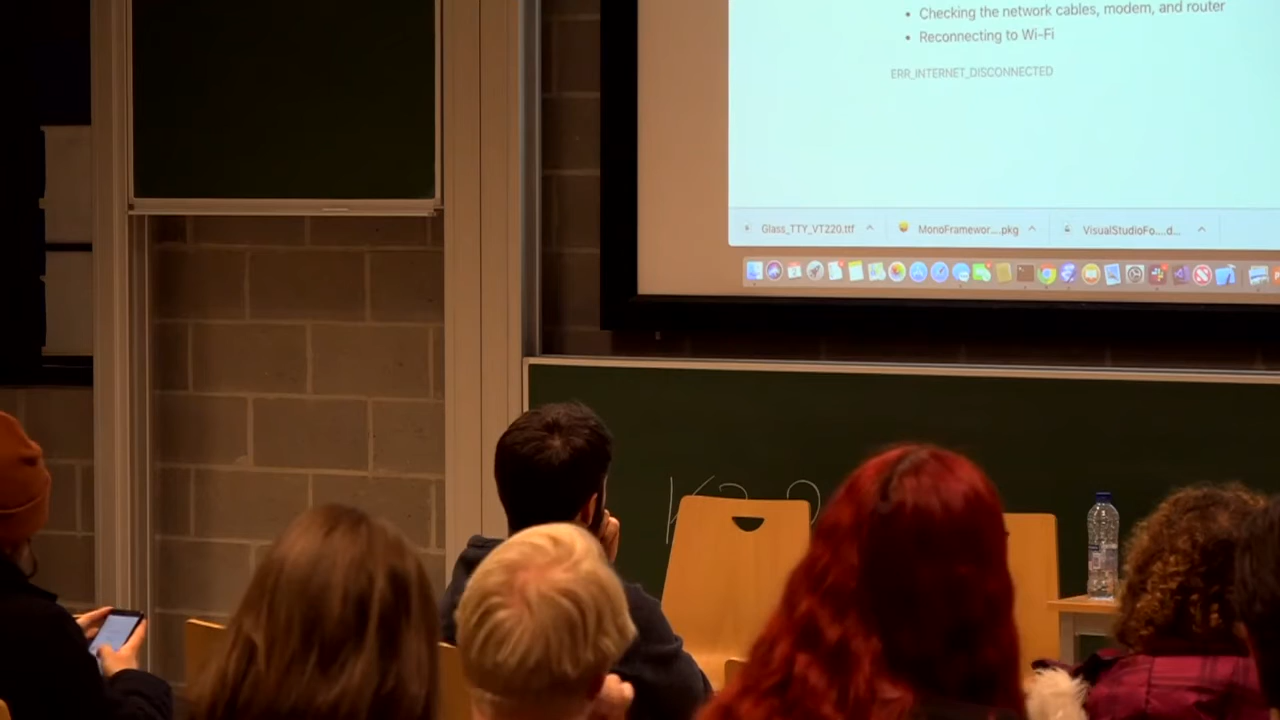 Checking the network cables, modem, and router
Reconnecting to Wi-Fi
ERR_INTERNET_DISCONNECTED
Glass_TTY_VT220.ttf
MonoFramewor....pkg
VisualStudioFo....d...